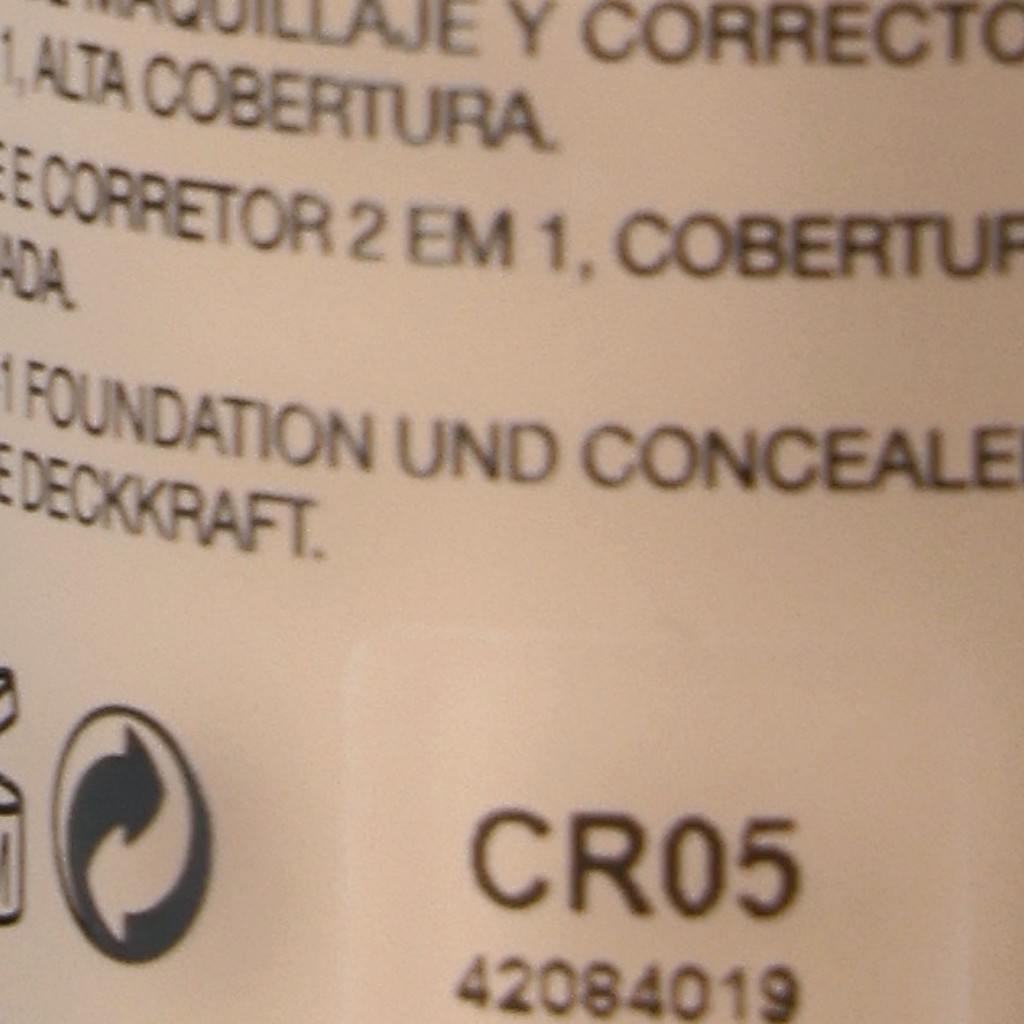 MAQUILLAJE Y CORRECTO
1, ALTA COBERTURA.
E E CORRETOR 2 EM 1, COBERTUR
ADA.
1 FOUNDATION UND CONCEALE
E DECKKRAFT.
CR05
42084019